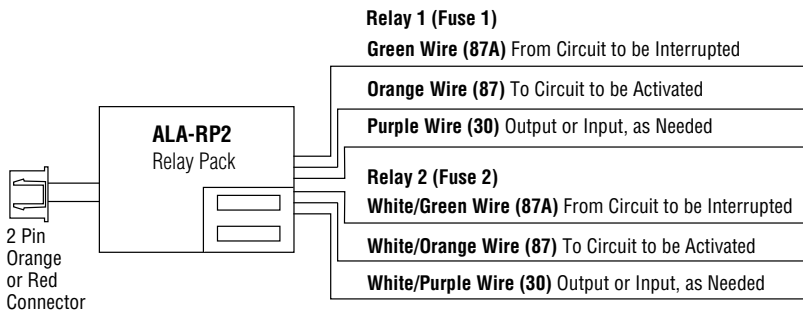 Relay 1 (Fuse 1)
Green Wire (87A) From Circuit to be Interrupted
Orange Wire (87) To Circuit to be Activated
Purple Wire (30) Output or Input, as Needed
ALA-RP2
Relay Pack
Relay 2 (Fuse 2)
White/Green Wire (87A) From Circuit to be Interrupted
White/Orange Wire (87) To Circuit to be Activated
White/Purple Wire (30) Output or Input, as Needed
2 Pin
Orange
or Red
Connector